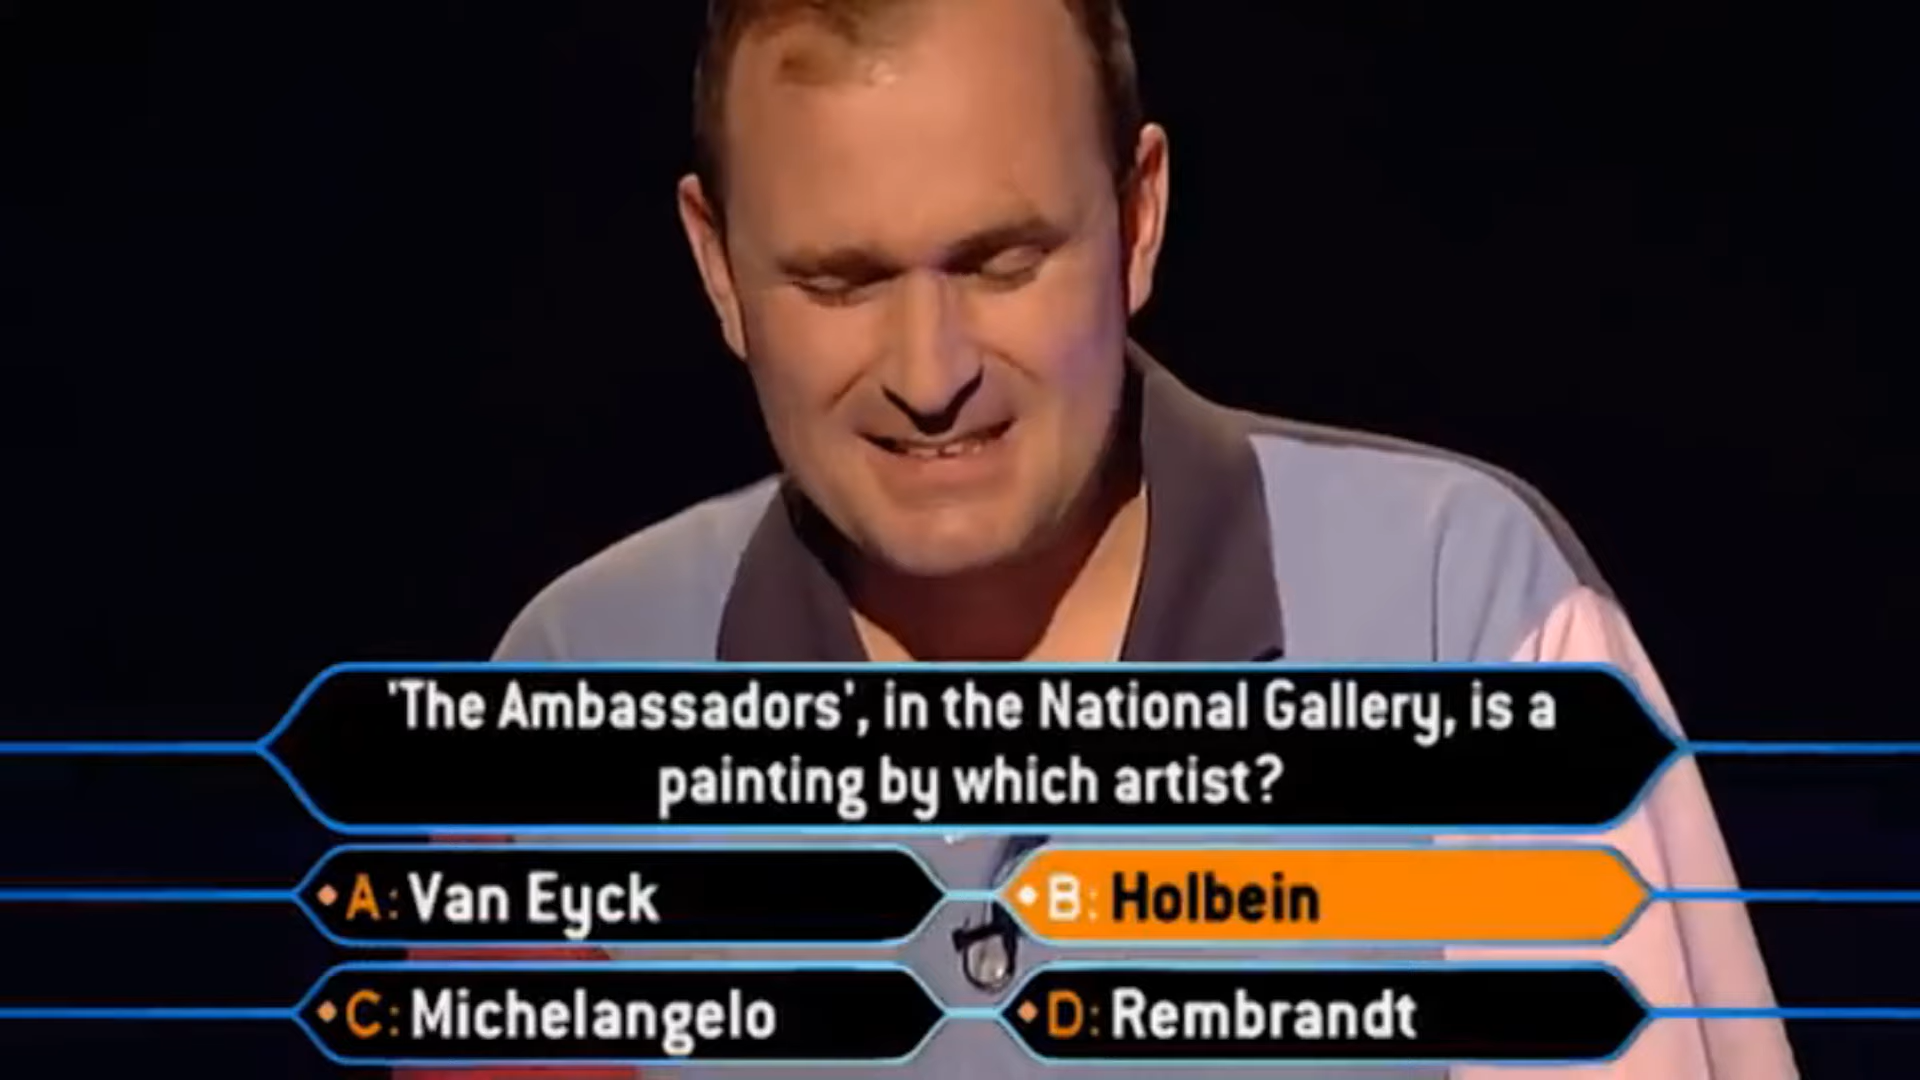 'The Ambassadors', in the National Gallery, is a
painting by which artist?
A: Van Eyck
B: Holbein
C: Michelangelo
D: Rembrandt